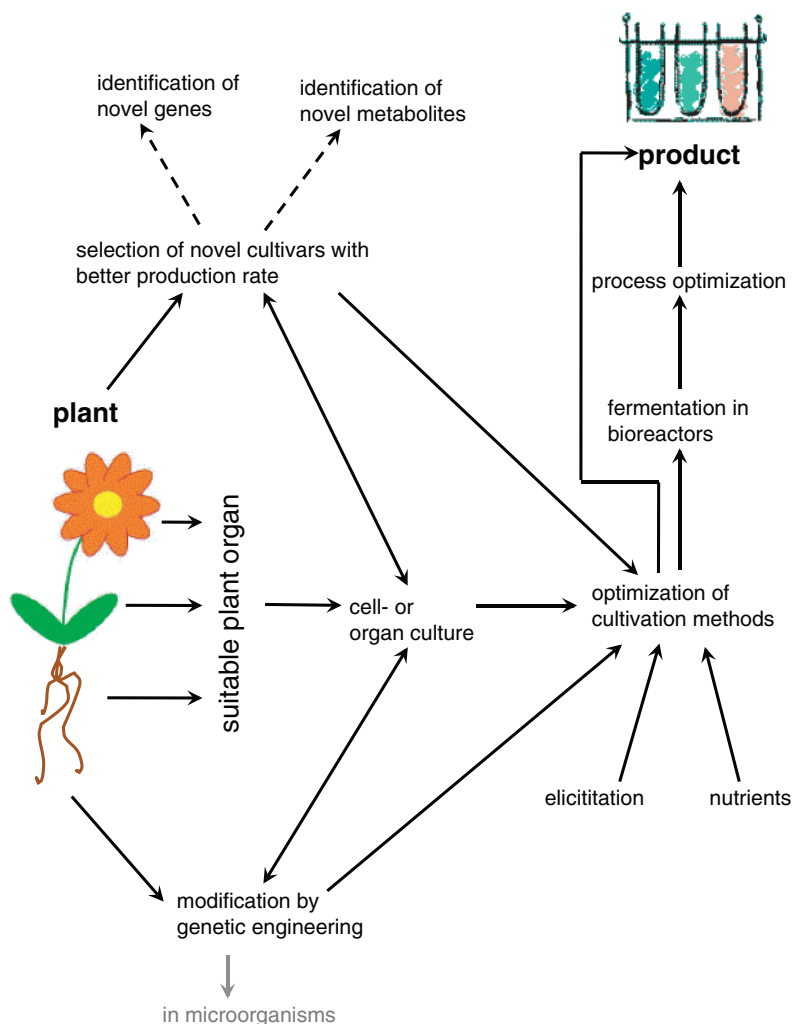 identification of
novel genes
identification of
novel metabolites
product
selection of novel cultivars with
better production rate
process optimization
plant
fermentation in
bioreactors
suitable plant organ
cell- or
organ culture
optimization of
cultivation methods
elicititation
nutrients
modification by
genetic engineering
in microorganisms